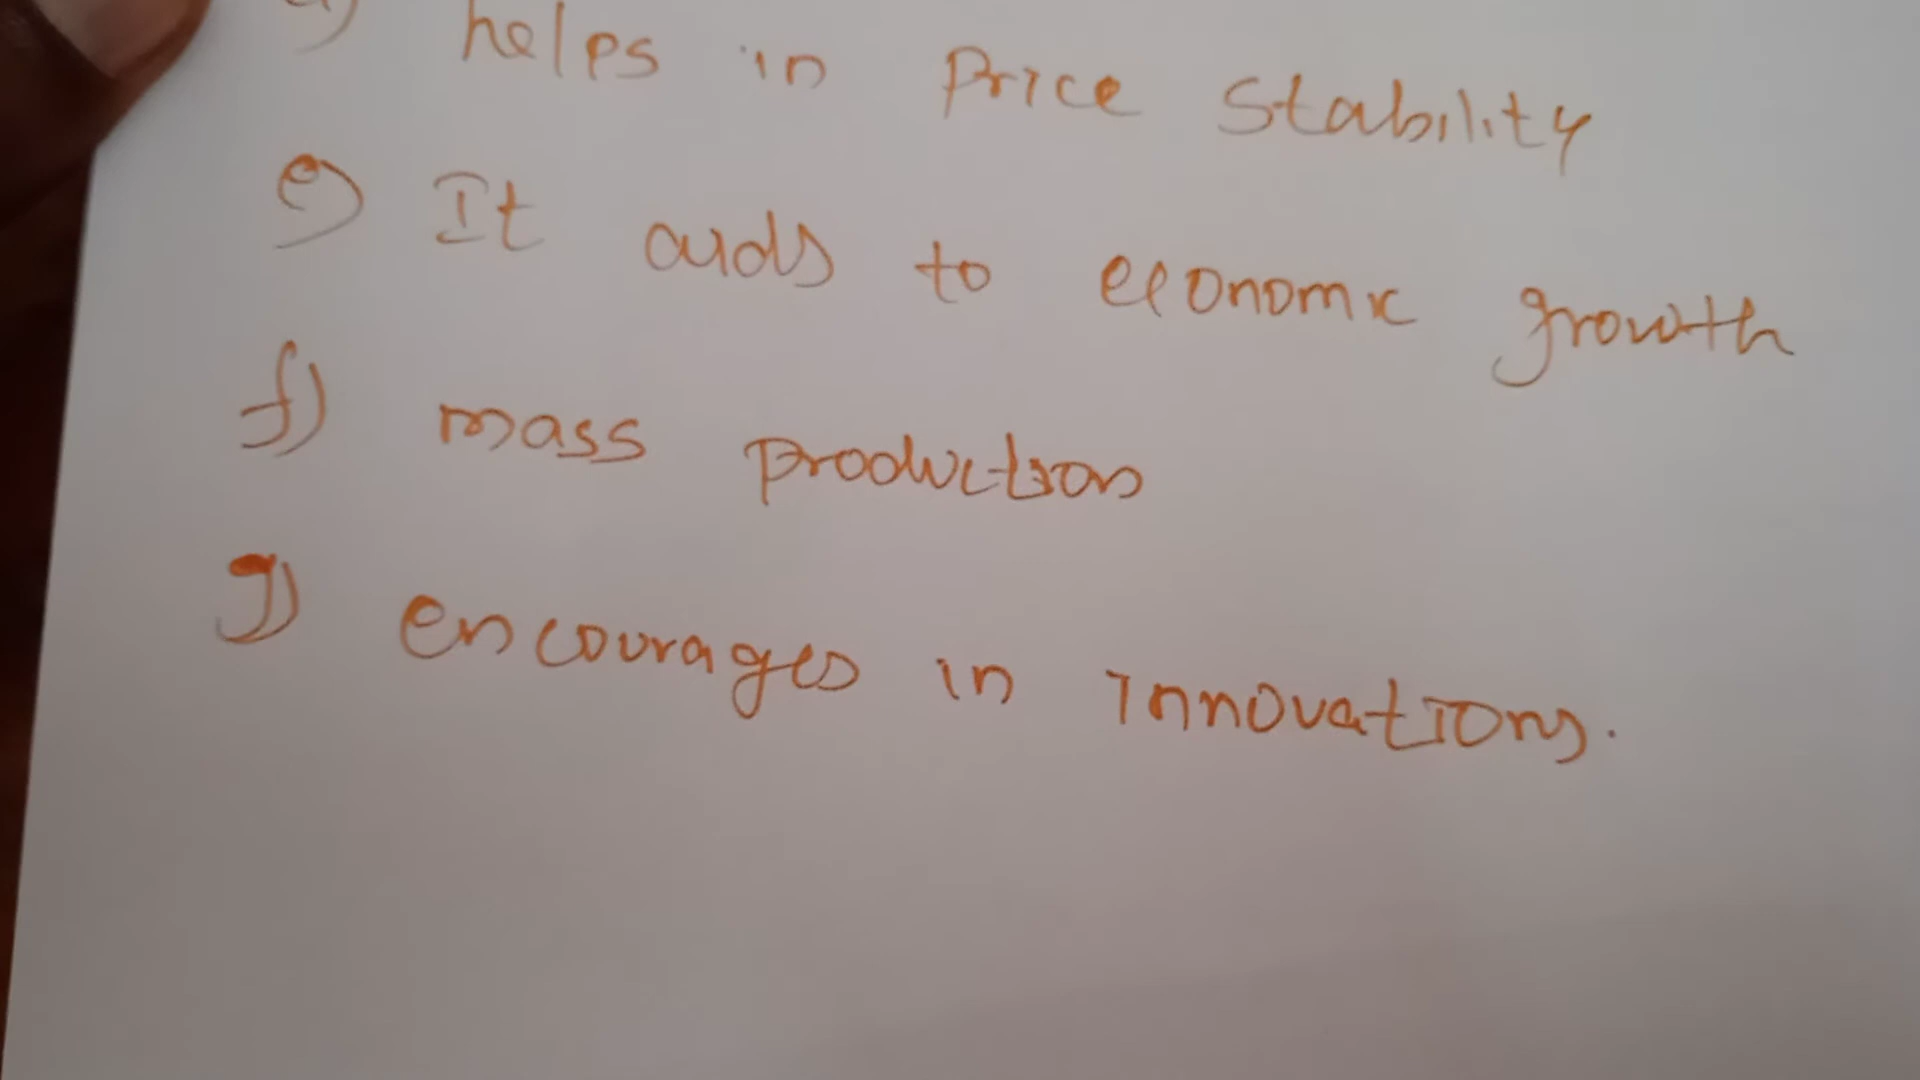 d) helps in Price Stability
e) It aids to economic growth
f) mass production
g) encourages in innovations.